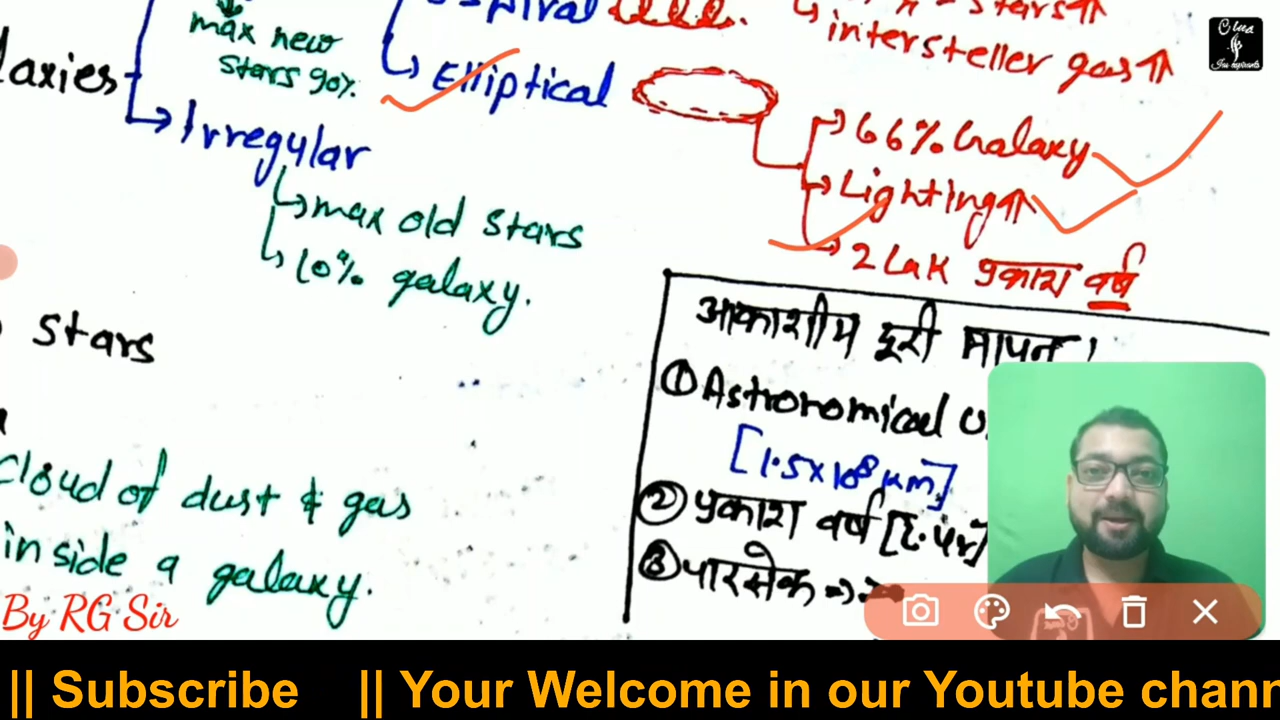 max new
stars 90%.
intersteller gas⇈
laxies
Elliptical
Irregular
66% Galaxy
Lighting⇈
2 Lak प्रकाश वर्ष
max old stars
10% galaxy.
stars
आकाशीय दूरी मापन।
① Astronomical U
[1.5x10⁸ km]
② प्रकाश वर्ष
③ पारसेक
cloud of dust & gas
inside a galaxy.
By RG Sir
|| Subscribe || Your Welcome in our Youtube chann